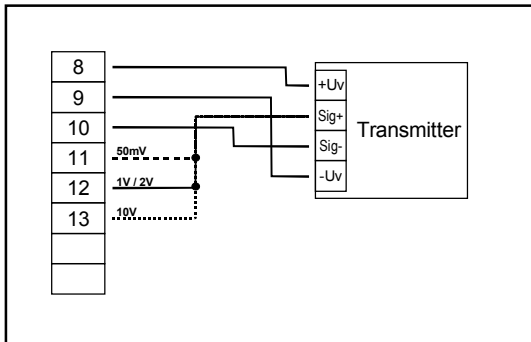 8
9
10
11
12
13
50mV
1V / 2V
10V
+Uv
Sig+
Sig-
-Uv
Transmitter